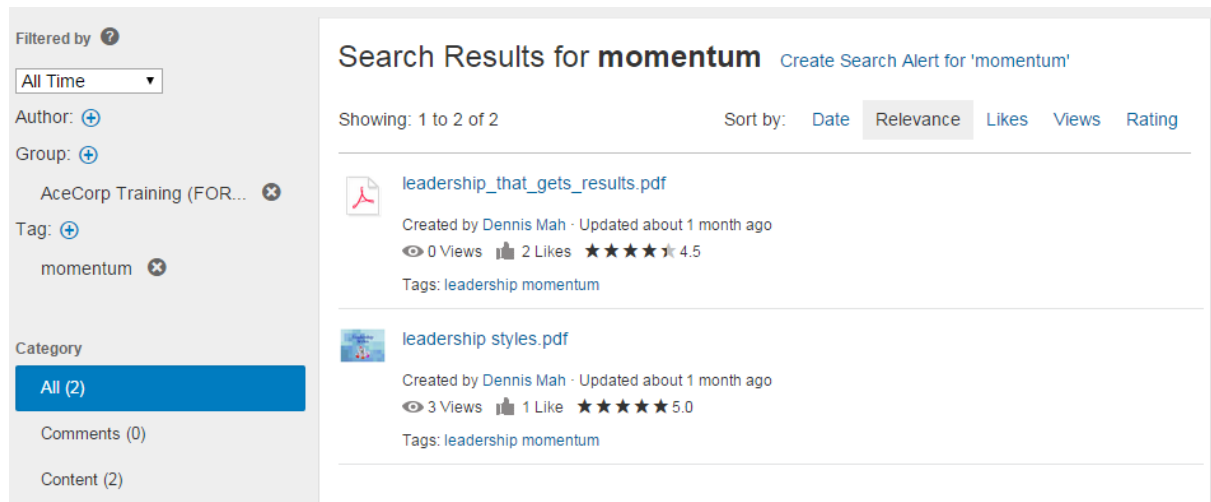 Filtered by ?
All Time
Author:
Group:
AceCorp Training (FOR...
Tag:
momentum
Category
All (2)
Comments (0)
Content (2)
Search Results for momentum Create Search Alert for 'momentum'
Showing: 1 to 2 of 2 Sort by: Date Relevance Likes Views Rating
leadership_that_gets_results.pdf
Created by Dennis Mah · Updated about 1 month ago
0 Views 2 Likes 4.5
Tags: leadership momentum
leadership styles.pdf
Created by Dennis Mah · Updated about 1 month ago
3 Views 1 Like 5.0
Tags: leadership momentum